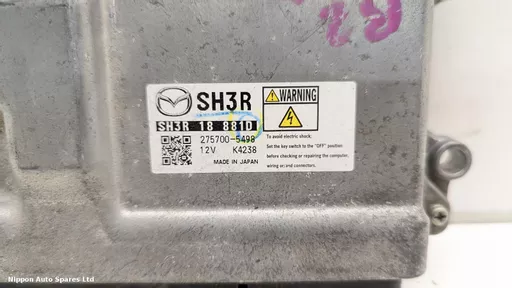 SH3R
SH3R 18 881D
275700-5498
12V K4238
MADE IN JAPAN
WARNING
To avoid electric shock:
Set the key switch to the "OFF" position
before checking or repairing the computer,
wiring or and connectors.
Nippon Auto Spares Ltd